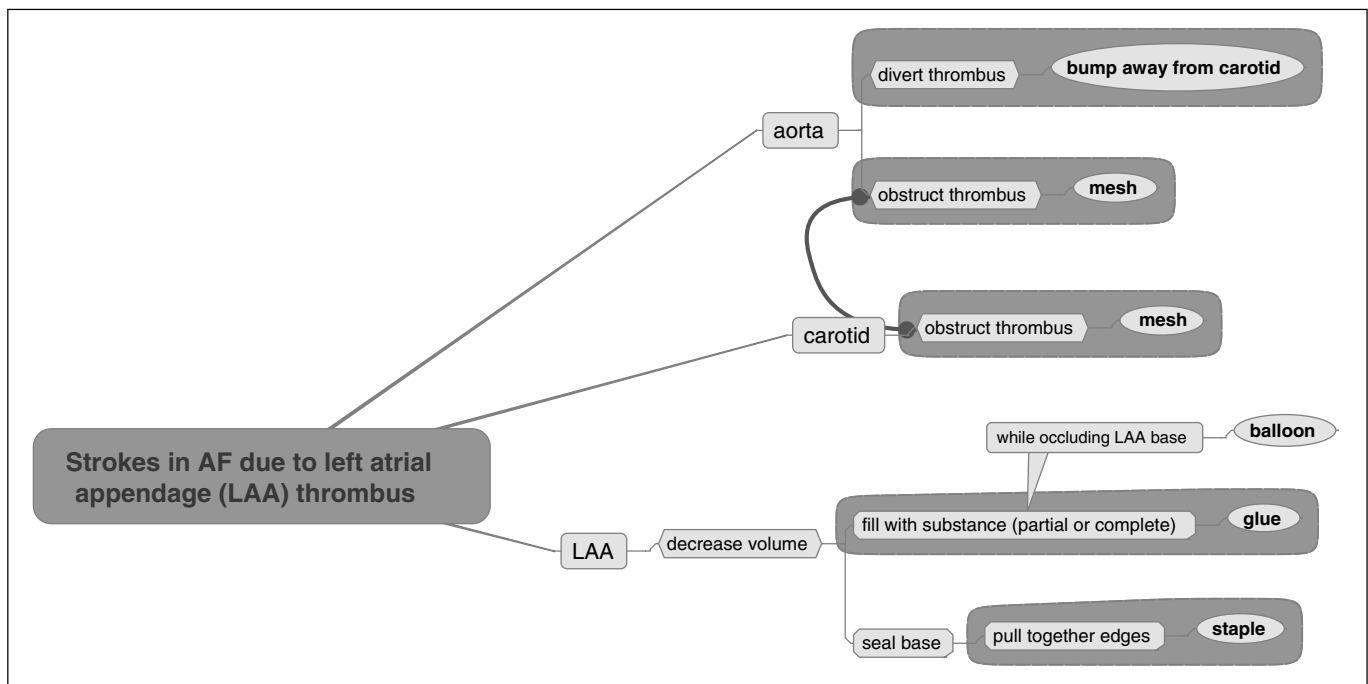 divert thrombus
bump away from carotid
aorta
obstruct thrombus
mesh
carotid
obstruct thrombus
mesh
Strokes in AF due to left atrial
appendage (LAA) thrombus
while occluding LAA base
balloon
LAA
decrease volume
fill with substance (partial or complete)
glue
seal base
pull together edges
staple